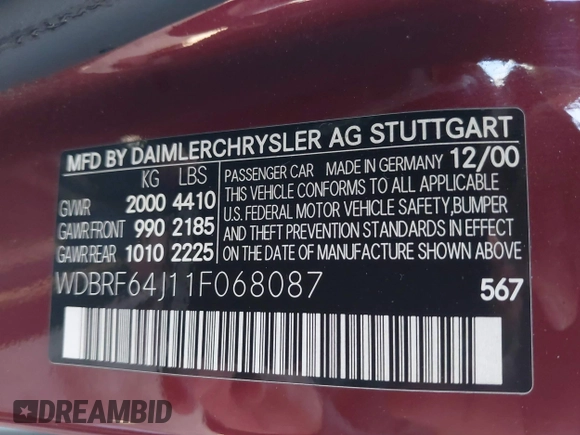 MFD BY DAIMLERCHRYSLER AG STUTTGART
KG LBS
GVWR 2000 4410
GAWR FRONT 990 2185
GAWR REAR 1010 2225
PASSENGER CAR MADE IN GERMANY 12/00
THIS VEHICLE CONFORMS TO ALL APPLICABLE
U.S. FEDERAL MOTOR VEHICLE SAFETY,BUMPER
AND THEFT PREVENTION STANDARDS IN EFFECT
ON THE DATE OF MANUFACTURE SHOWN ABOVE
WDBRF64J11F068087 567
DREAMBID